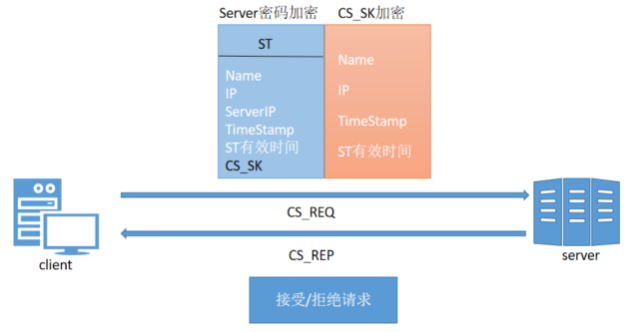 Server密码加密
CS_SK加密
ST
Name
IP
ServerIP
TimeStamp
ST有效时间
CS_SK
Name
IP
TimeStamp
ST有效时间
CS_REQ
CS_REP
client
server
接受/拒绝请求